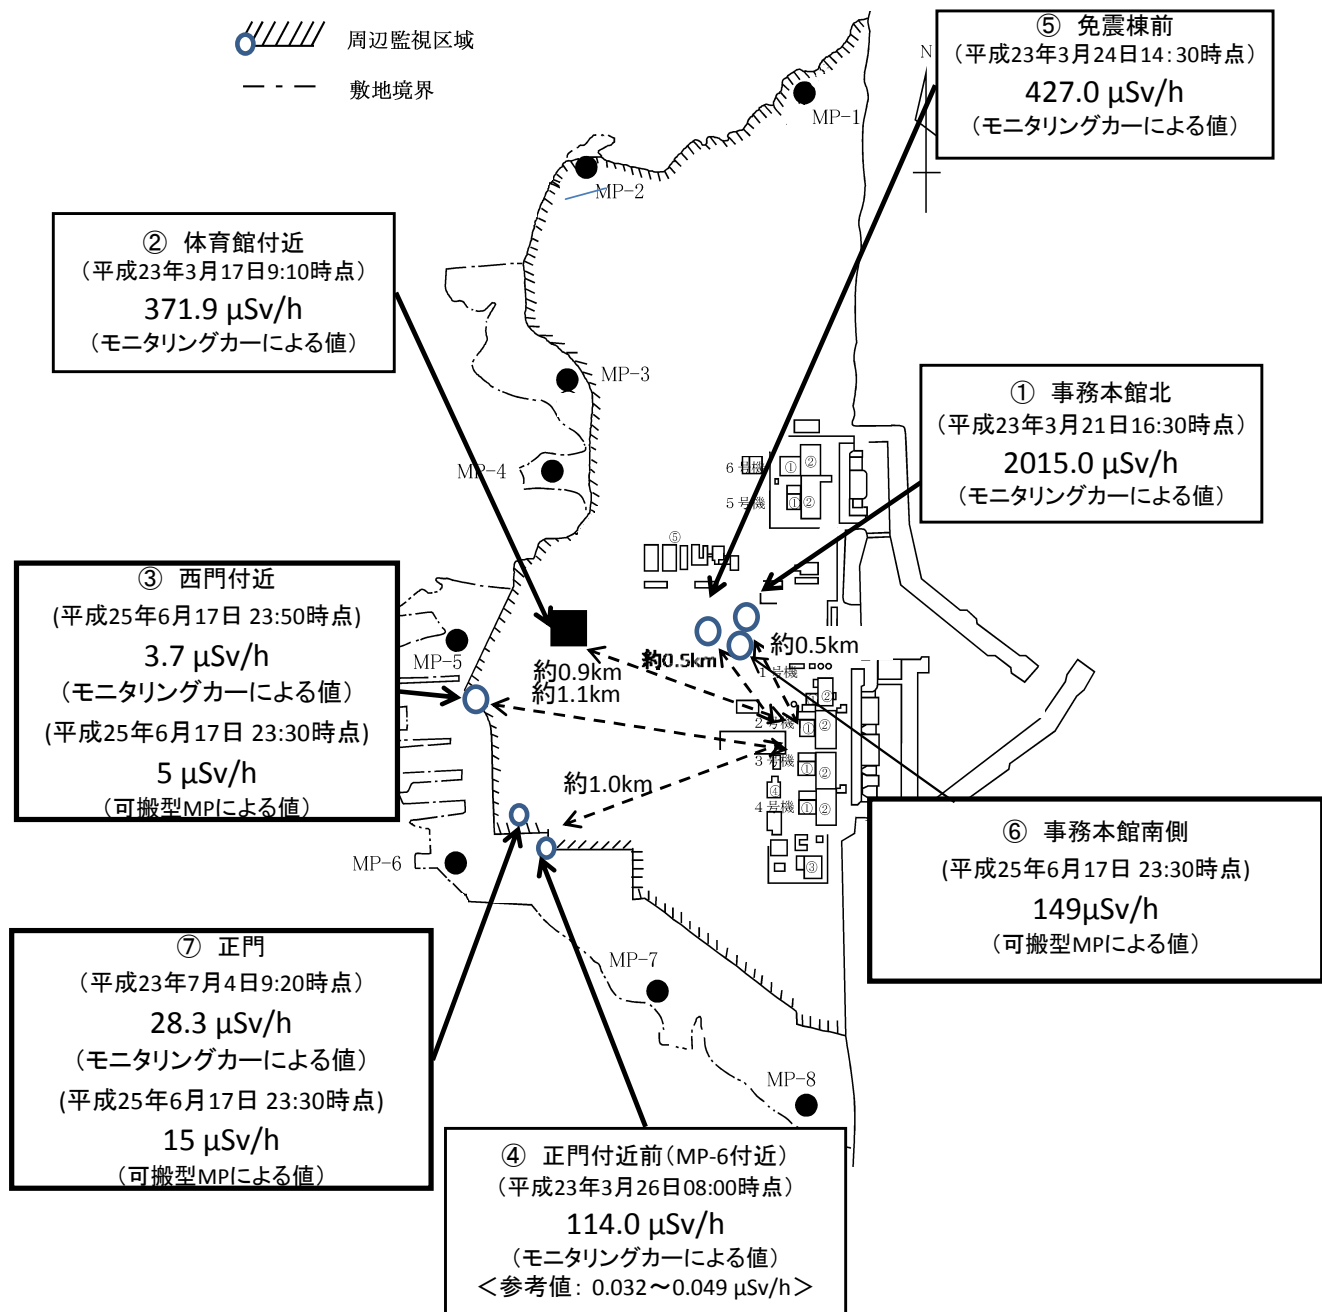 周辺監視区域
敷地境界
⑤ 免震棟前
(平成23年3月24日14:30時点)
427.0 μSv/h
(モニタリングカーによる値)
N
MP-1
MP-2
② 体育館付近
(平成23年3月17日9:10時点)
371.9 μSv/h
(モニタリングカーによる値)
MP-3
① 事務本館北
(平成23年3月21日16:30時点)
2015.0 μSv/h
(モニタリングカーによる値)
MP-4
6号機
①
②
5号機
①
②
⑤
③ 西門付近
(平成25年6月17日 23:50時点)
3.7 μSv/h
(モニタリングカーによる値)
(平成25年6月17日 23:30時点)
5 μSv/h
(可搬型MPによる値)
MP-5
約0.9km
約1.1km
約0.5km
約0.5km
1号機
②
2号機
①
②
3号機
①
②
④
4号機
①
②
③
約1.0km
MP-6
⑥ 事務本館南側
(平成25年6月17日 23:30時点)
149μSv/h
(可搬型MPによる値)
⑦ 正門
(平成23年7月4日9:20時点)
28.3 μSv/h
(モニタリングカーによる値)
(平成25年6月17日 23:30時点)
15 μSv/h
(可搬型MPによる値)
MP-7
MP-8
④ 正門付近前(MP-6付近)
(平成23年3月26日08:00時点)
114.0 μSv/h
(モニタリングカーによる値)
<参考値: 0.032~0.049 μSv/h>